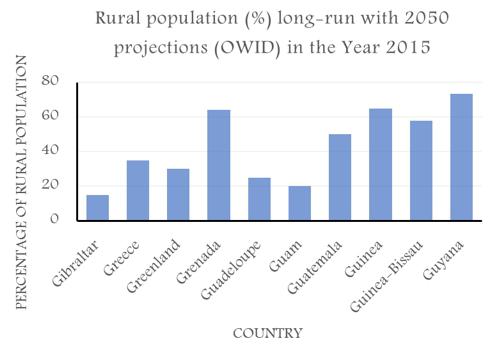 Rural population (%) long-run with 2050
projections (OWID) in the Year 2015
PERCENTAGE OF RURAL POPULATION
80
60
40
20
0
Gibraltar
Greece
Greenland
Grenada
Guadeloupe
Guam
Guatemala
Guinea
Guinea-Bissau
Guyana
COUNTRY